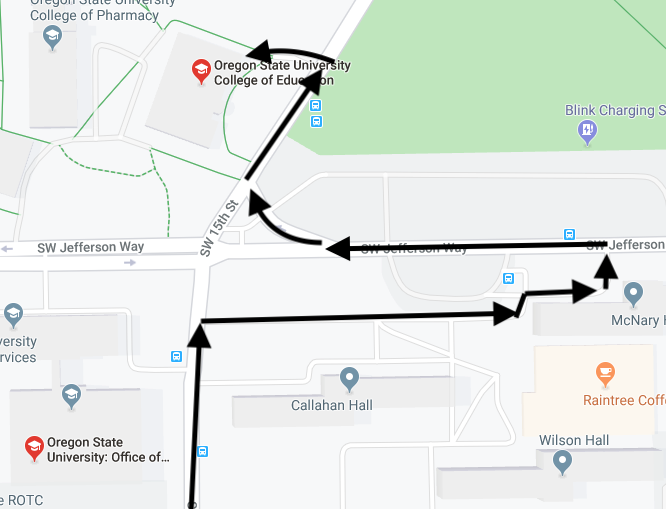 Oregon State University
College of Pharmacy
Oregon State University
College of Education
Blink Charging S
SW 15th St
SW Jefferson Way
SW Jefferson Way
SW Jefferson
versity
rvices
McNary H
Callahan Hall
Raintree Coff
Oregon State
University: Office of...
Wilson Hall
e ROTC